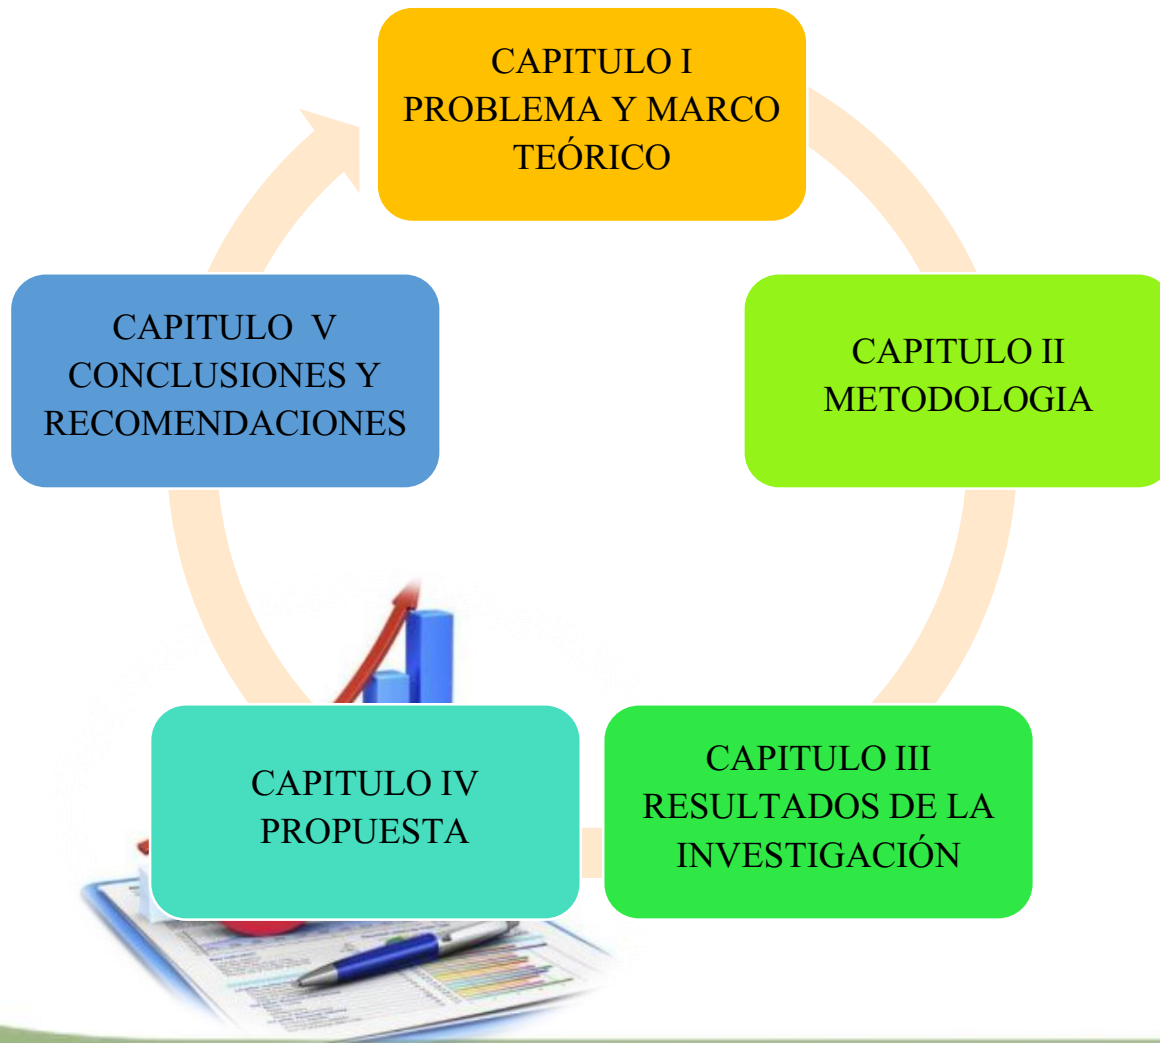 CAPITULO I
PROBLEMA Y MARCO
TEÓRICO
CAPITULO II
METODOLOGIA
CAPITULO III
RESULTADOS DE LA
INVESTIGACIÓN
CAPITULO IV
PROPUESTA
CAPITULO V
CONCLUSIONES Y
RECOMENDACIONES